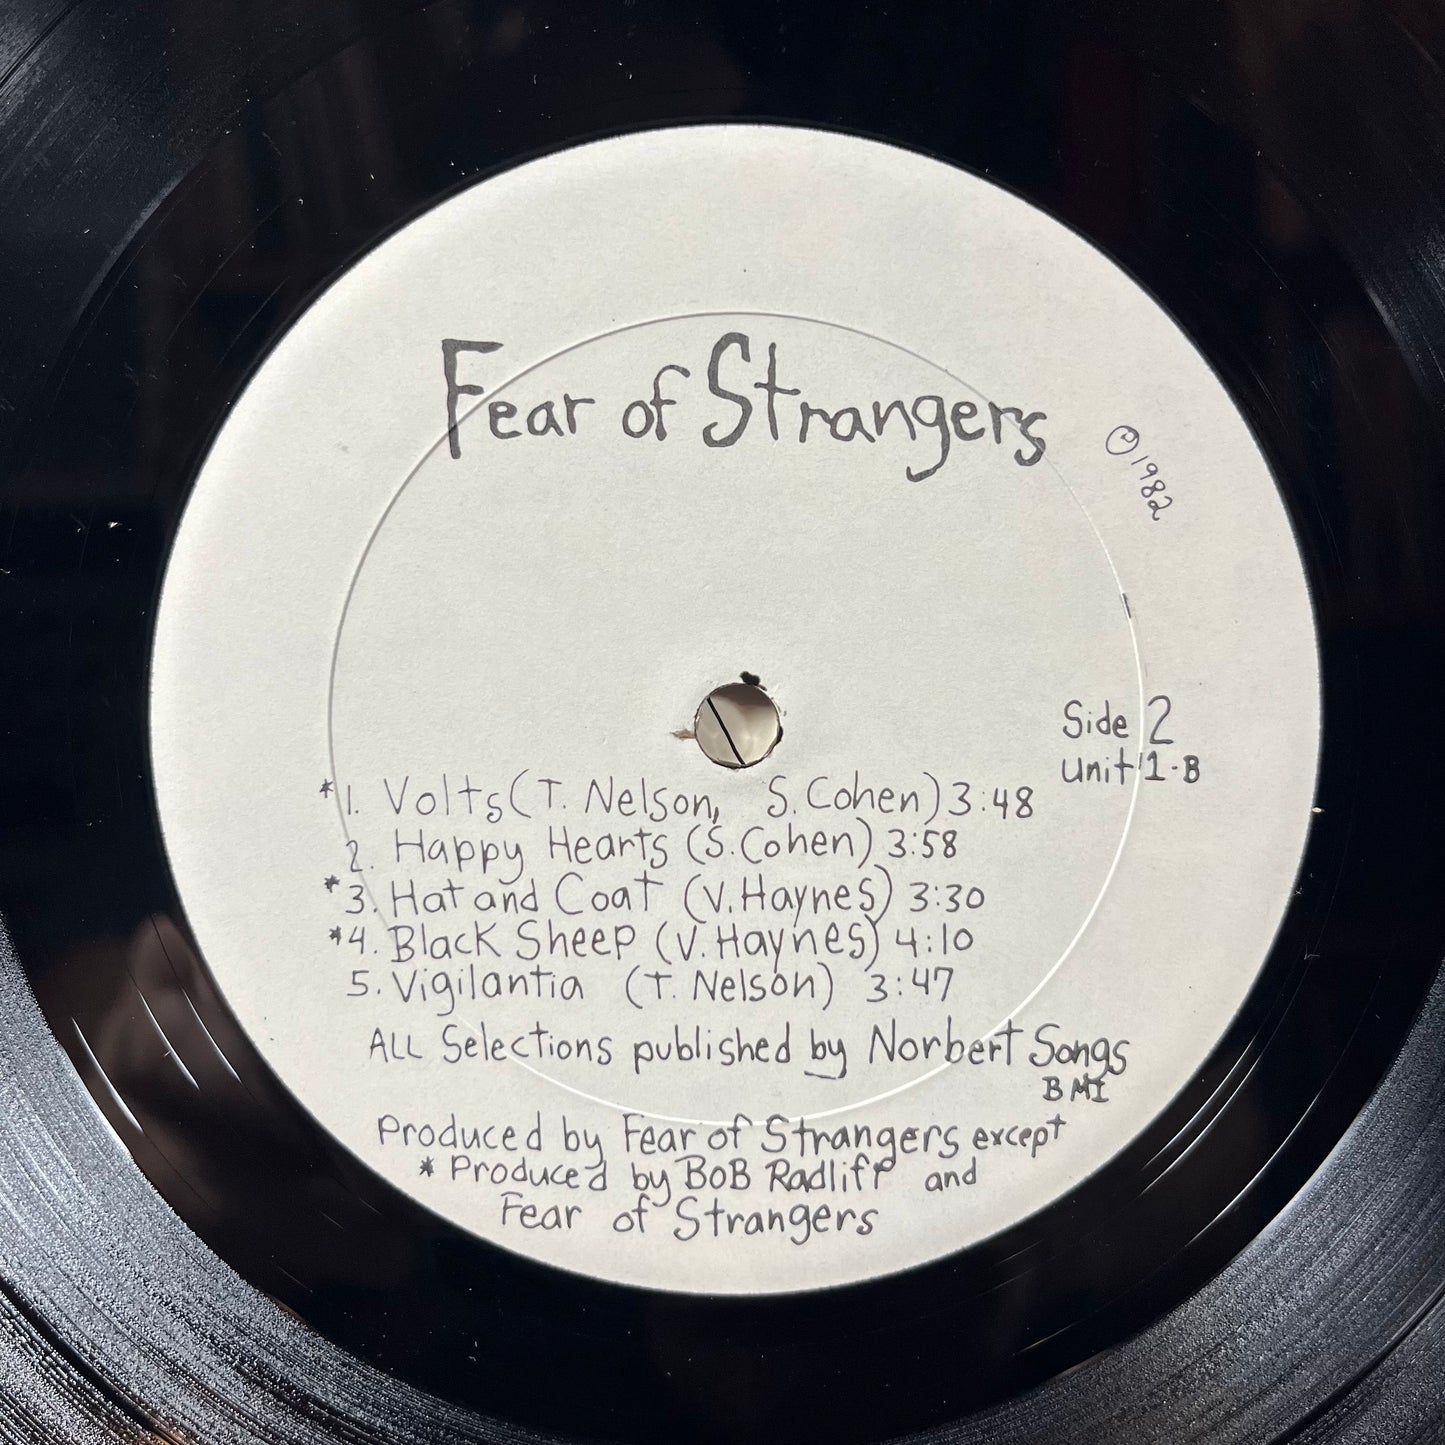 Fear of Strangers
©1982
Side 2
Unit 1-B
*1. Volts (T. Nelson, S. Cohen) 3:48
2. Happy Hearts (S. Cohen) 3:58
*3. Hat and Coat (V. Haynes) 3:30
*4. Black Sheep (V. Haynes) 4:10
5. Vigilantia (T. Nelson) 3:47
ALL Selections published by Norbert Songs
BMI
Produced by Fear of Strangers except
* Produced by BoB Radliff and
Fear of Strangers